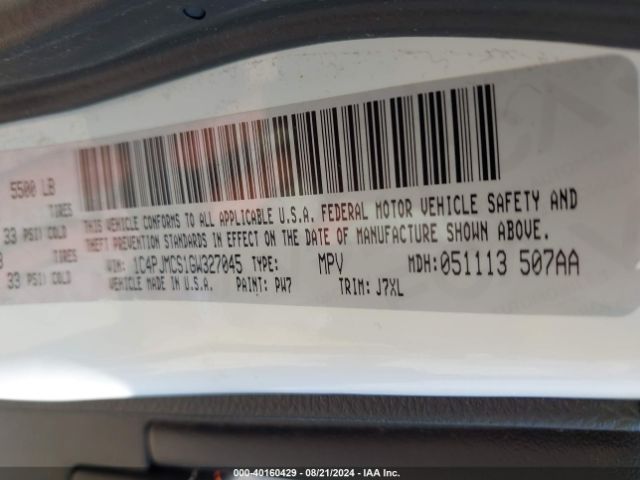 5500 LB
TIRES
33 PSI/COLD
TIRES
33 PSI/COLD
THIS VEHICLE CONFORMS TO ALL APPLICABLE U.S.A. FEDERAL MOTOR VEHICLE SAFETY AND
THEFT PREVENTION STANDARDS IN EFFECT ON THE DATE OF MANUFACTURE SHOWN ABOVE.
VIN: 1C4PJMCS1GW327045 TYPE: MPV MDH:051113 507AA
VEHICLE MADE IN U.S.A. PAINT: PW7 TRIM: J7XL
000-40160429 - 08/21/2024 - IAA Inc.